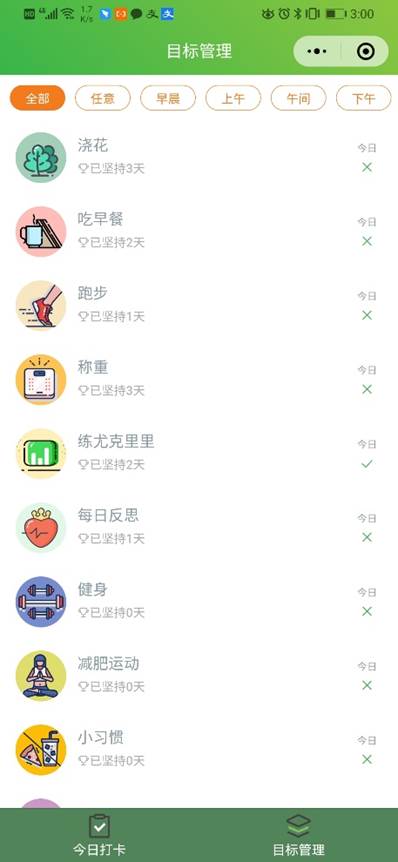 HD 4G 1.7 K/s 支 支 3:00
目标管理
全部 任意 早晨 上午 午间 下午
浇花 今日
已坚持3天
吃早餐 今日
已坚持2天
跑步 今日
已坚持1天
称重 今日
已坚持3天
练尤克里里 今日
已坚持2天
每日反思 今日
已坚持1天
健身 今日
已坚持0天
减肥运动 今日
已坚持0天
小习惯 今日
已坚持0天
今日打卡 目标管理